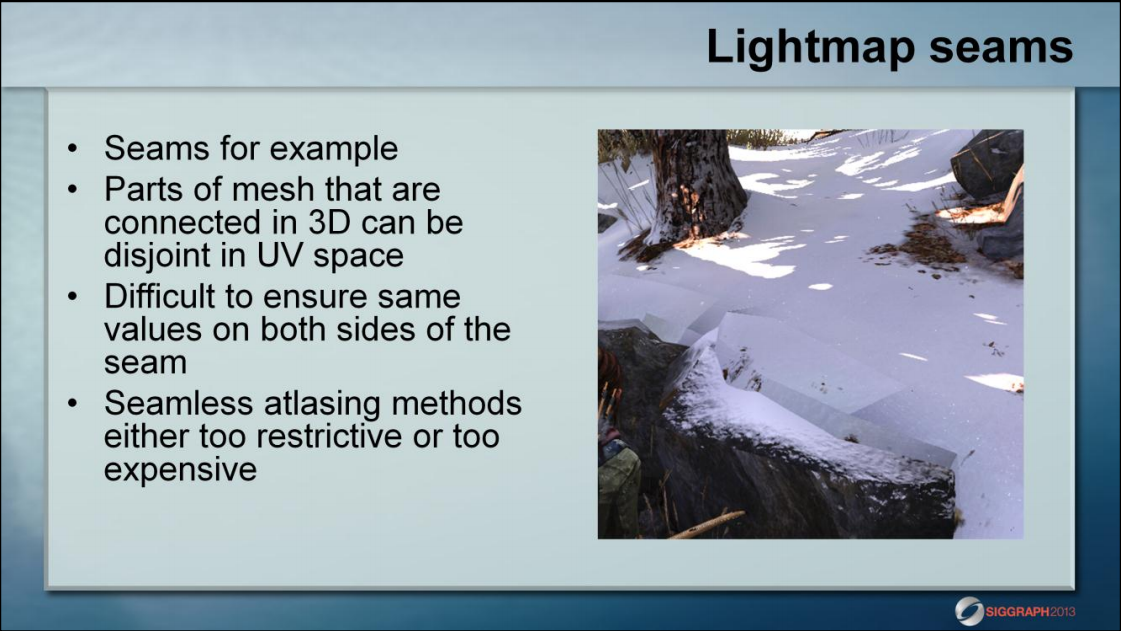 Lightmap seams
• Seams for example
• Parts of mesh that are
connected in 3D can be
disjoint in UV space
• Difficult to ensure same
values on both sides of the
seam
• Seamless atlasing methods
either too restrictive or too
expensive
SIGGRAPH2013